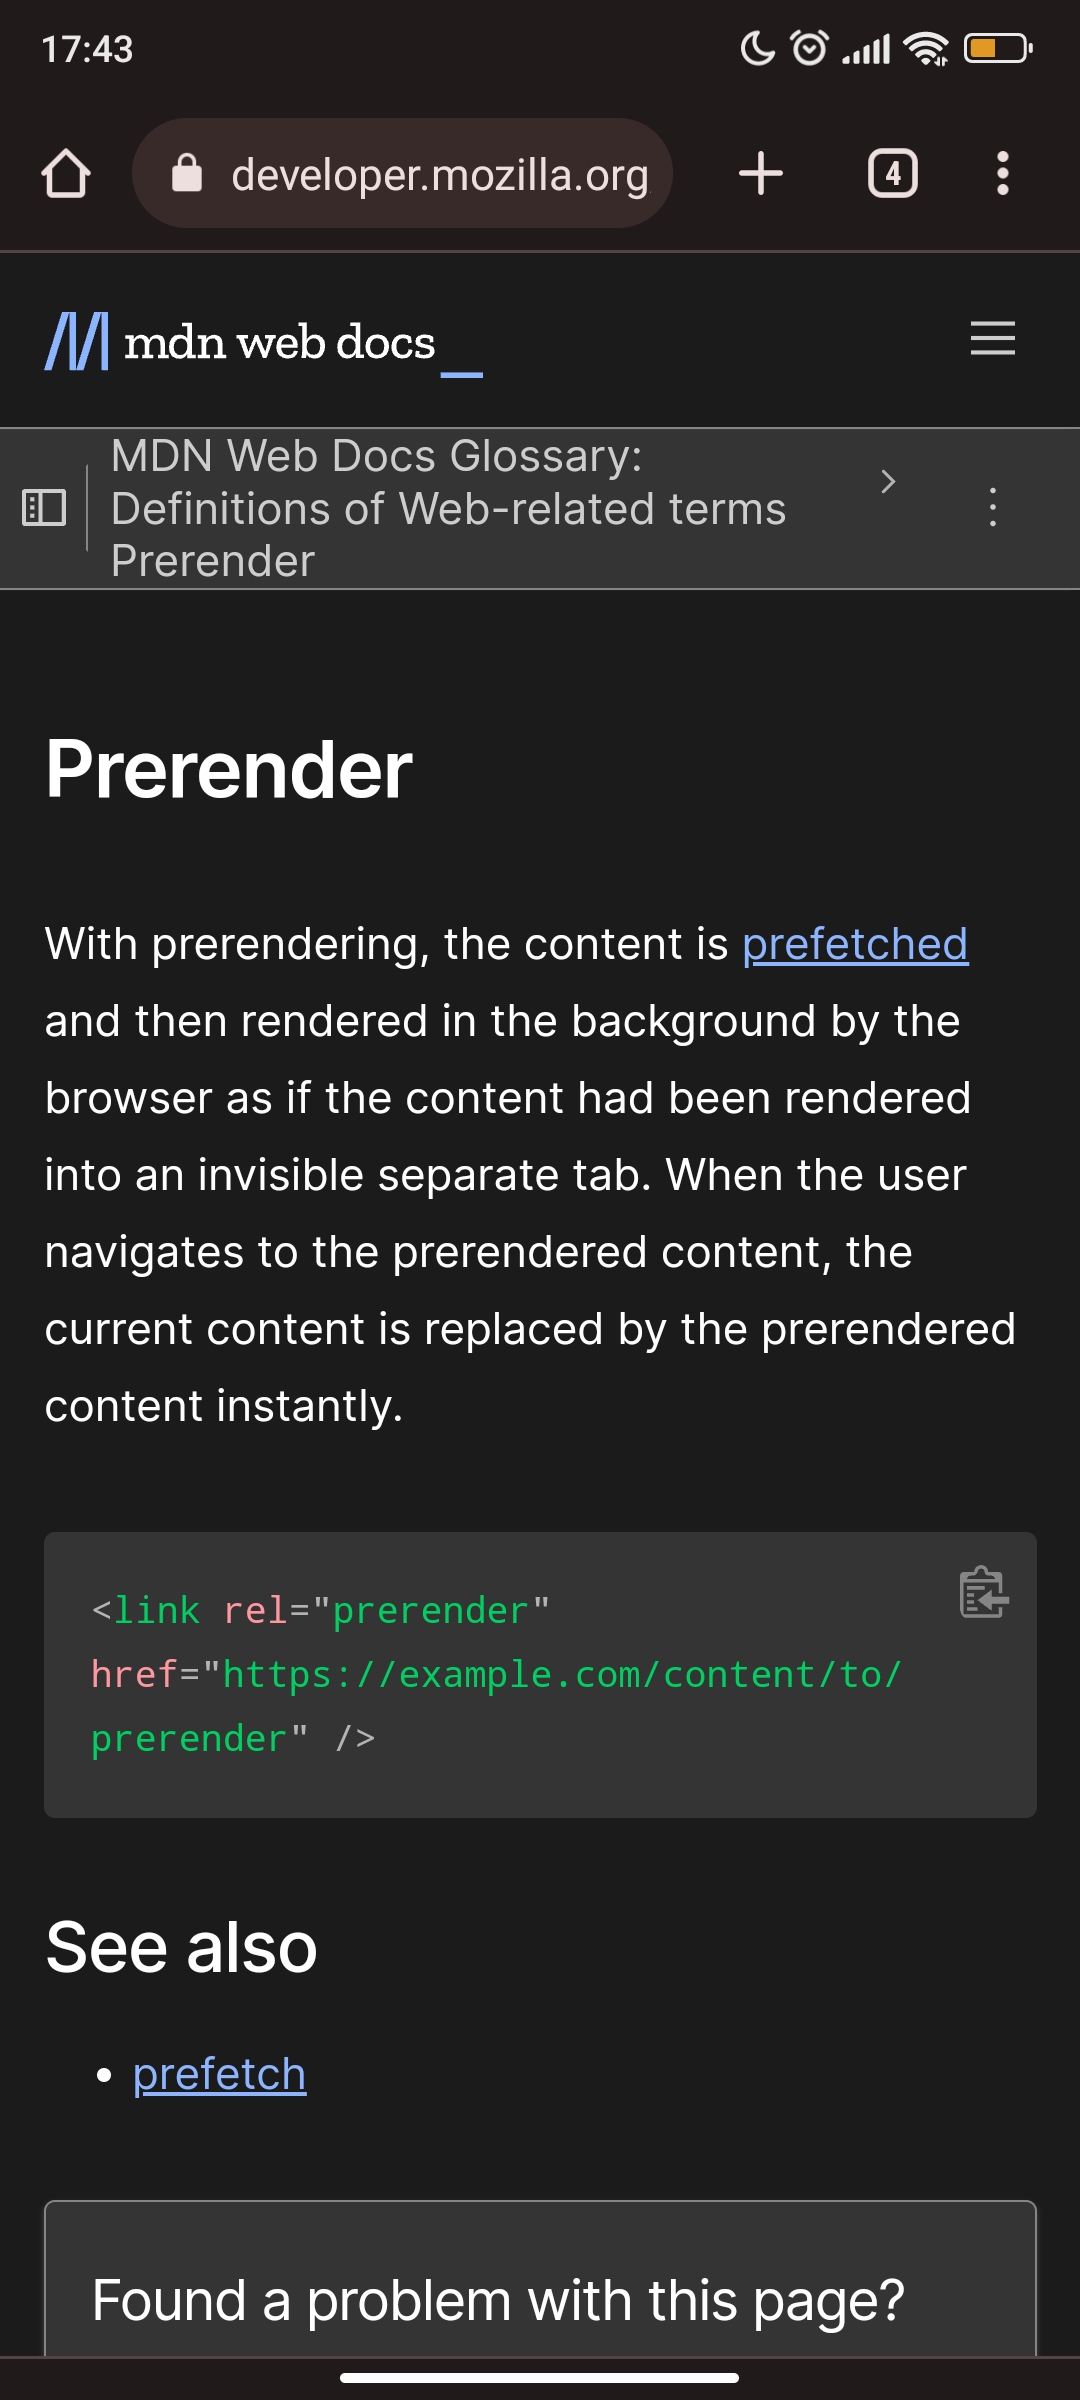 17:43
developer.mozilla.org
4
mdn web docs_
MDN Web Docs Glossary:
Definitions of Web-related terms
Prerender
Prerender
With prerendering, the content is prefetched
and then rendered in the background by the
browser as if the content had been rendered
into an invisible separate tab. When the user
navigates to the prerendered content, the
current content is replaced by the prerendered
content instantly.
<link rel="prerender"
href="https://example.com/content/to/
prerender" />
See also
• prefetch
Found a problem with this page?